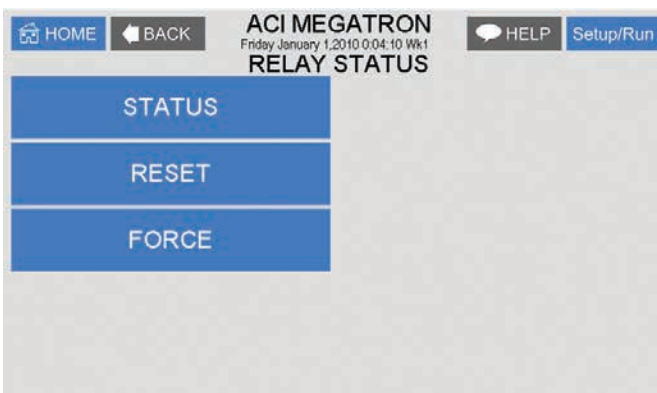 HOME
BACK
ACI MEGATRON
Friday January 1,2010 0:04:10 Wk1
RELAY STATUS
HELP
Setup/Run
STATUS
RESET
FORCE